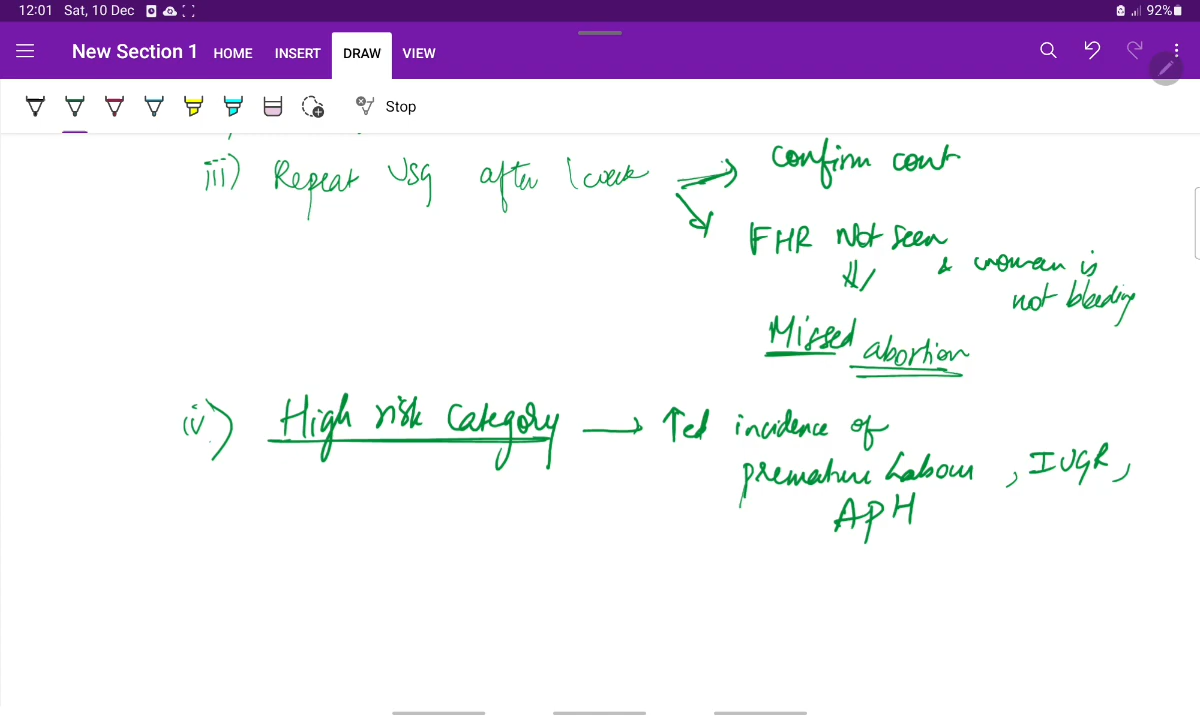 12:01 Sat, 10 Dec 92%
New Section 1 HOME INSERT DRAW VIEW
Stop
iii) Repeat USG after 1 week → Confirm cont
FHR Not seen
& woman is
not bleeding
Missed abortion
iv) High risk category → ↑ed incidence of
premature labour, IUGR,
APH